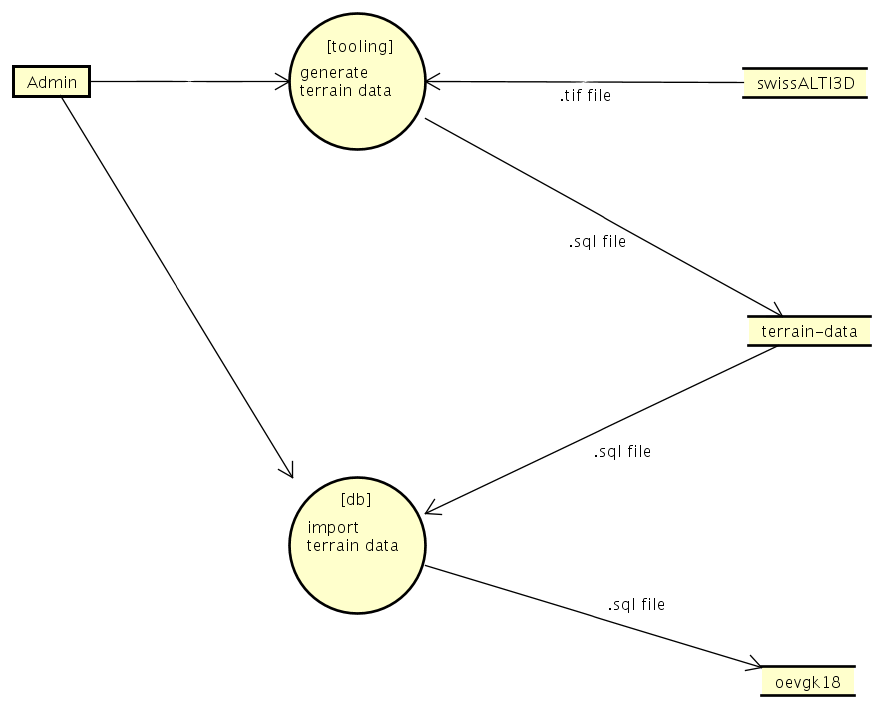 [tooling]
generate
terrain data
Admin
swissALTI3D
.tif file
.sql file
terrain-data
.sql file
[db]
import
terrain data
.sql file
oevgk18